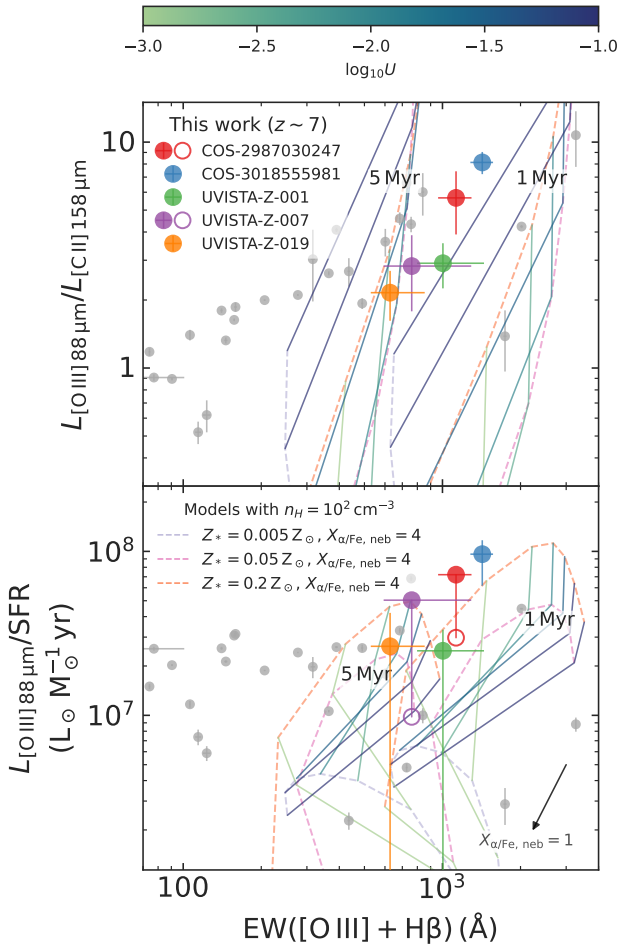 −3.0 −2.5 −2.0 −1.5 −1.0
log₁₀U
This work (z ∼ 7)
COS-2987030247
COS-3018555981
UVISTA-Z-001
UVISTA-Z-007
UVISTA-Z-019
5 Myr
1 Myr
10
1
L[O III] 88 μm/L[C II] 158 μm
Models with n_H = 10² cm⁻³
Z∗ = 0.005 Z⊙, Xα/Fe, neb = 4
Z∗ = 0.05 Z⊙, Xα/Fe, neb = 4
Z∗ = 0.2 Z⊙, Xα/Fe, neb = 4
10⁸
10⁷
L[O III] 88 μm/SFR
(L⊙ M⊙⁻¹ yr)
1 Myr
5 Myr
Xα/Fe, neb = 1
100 10³
EW([O III] + Hβ) (Å)